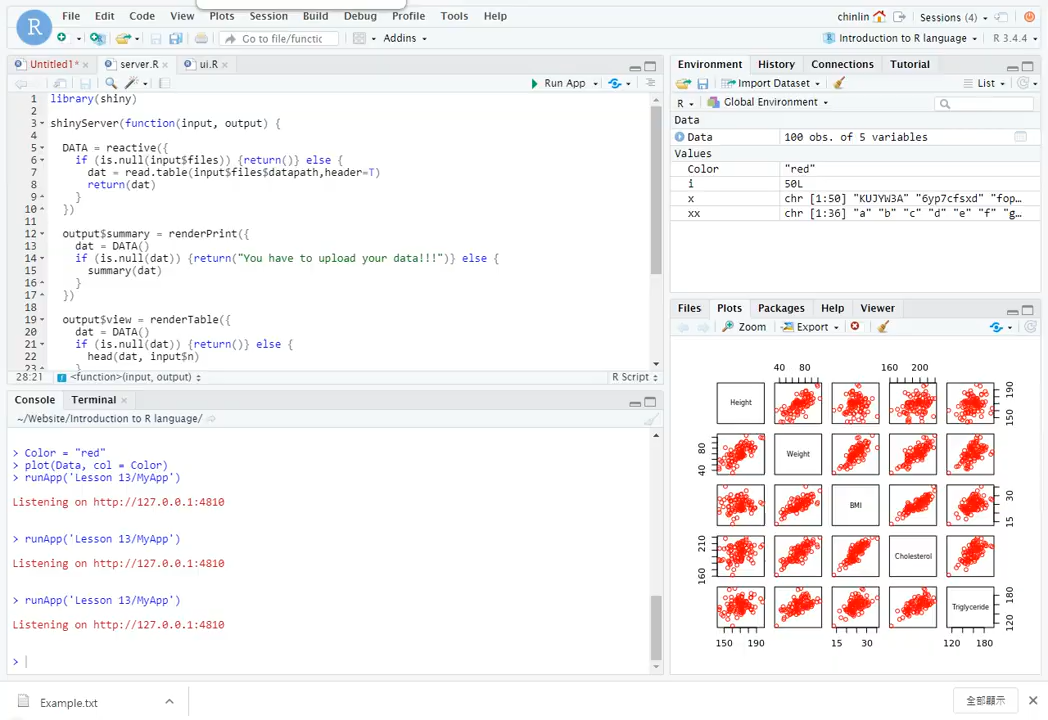 R File Edit Code View Plots Session Build Debug Profile Tools Help chinlin Sessions (4)
Go to file/functic Addins Introduction to R language R 3.4.4
Untitled1* server.R ui.R
Run App
1 library(shiny)
2
3 shinyServer(function(input, output) {
4
5 DATA = reactive({
6 if (is.null(input$files)) {return()} else {
7 dat = read.table(input$files$datapath,header=T)
8 return(dat)
9 }
10 })
11
12 output$summary = renderPrint({
13 dat = DATA()
14 if (is.null(dat)) {return("You have to upload your data!!!")} else {
15 summary(dat)
16 }
17 })
18
19 output$view = renderTable({
20 dat = DATA()
21 if (is.null(dat)) {return()} else {
22 head(dat, input$n)
23 }
28:21 <function>(input, output) R Script
Console Terminal
~/Website/Introduction to R language/
> Color = "red"
> plot(Data, col = Color)
> runApp('Lesson 13/MyApp')
Listening on http://127.0.0.1:4810
> runApp('Lesson 13/MyApp')
Listening on http://127.0.0.1:4810
> runApp('Lesson 13/MyApp')
Listening on http://127.0.0.1:4810
>
Environment History Connections Tutorial
Import Dataset List
R Global Environment
Data
Data 100 obs. of 5 variables
Values
Color "red"
i 50L
x chr [1:50] "KUJYW3A" "6yp7cfsxd" "fop…
xx chr [1:36] "a" "b" "c" "d" "e" "f" "g…
Files Plots Packages Help Viewer
Zoom Export
40 80 160 200
Height 150 190
40 80 Weight
BMI 15 30
160 210 Cholesterol
Triglyceride 120 180
150 190 15 30 120 180
Example.txt 全部顯示